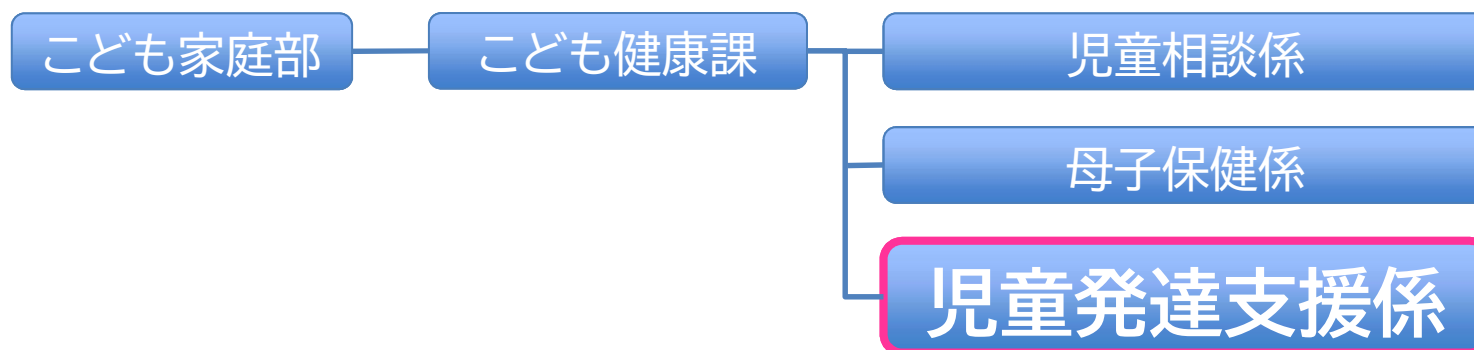 こども家庭部
こども健康課
児童相談係
母子保健係
児童発達支援係